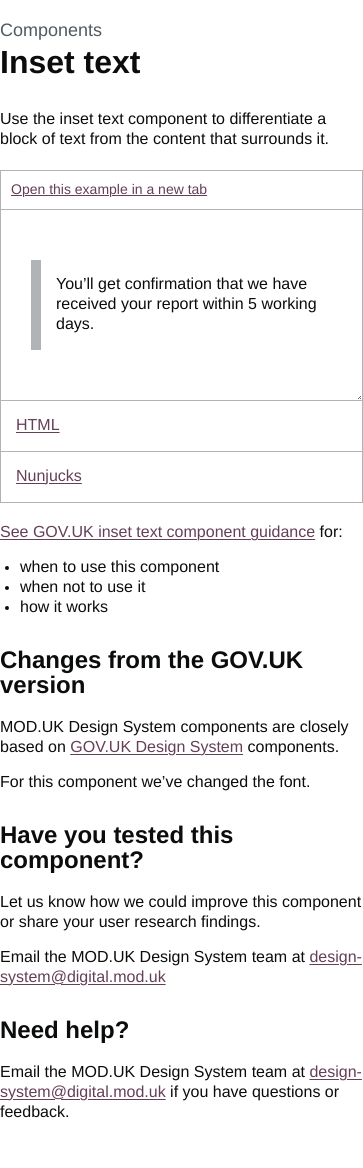 Components
Inset text
Use the inset text component to differentiate a
block of text from the content that surrounds it.
Open this example in a new tab
You’ll get confirmation that we have
received your report within 5 working
days.
HTML
Nunjucks
See GOV.UK inset text component guidance for:
• when to use this component
• when not to use it
• how it works
Changes from the GOV.UK
version
MOD.UK Design System components are closely
based on GOV.UK Design System components.
For this component we’ve changed the font.
Have you tested this
component?
Let us know how we could improve this component
or share your user research findings.
Email the MOD.UK Design System team at design-
system@digital.mod.uk
Need help?
Email the MOD.UK Design System team at design-
system@digital.mod.uk if you have questions or
feedback.